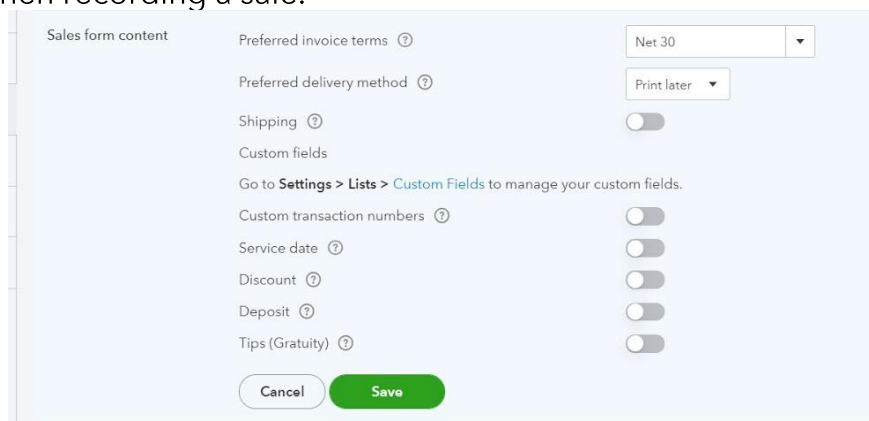 recording a sale.
Sales form content
Preferred invoice terms ? Net 30
Preferred delivery method ? Print later
Shipping ?
Custom fields
Go to Settings > Lists > Custom Fields to manage your custom fields.
Custom transaction numbers ?
Service date ?
Discount ?
Deposit ?
Tips (Gratuity) ?
Cancel Save